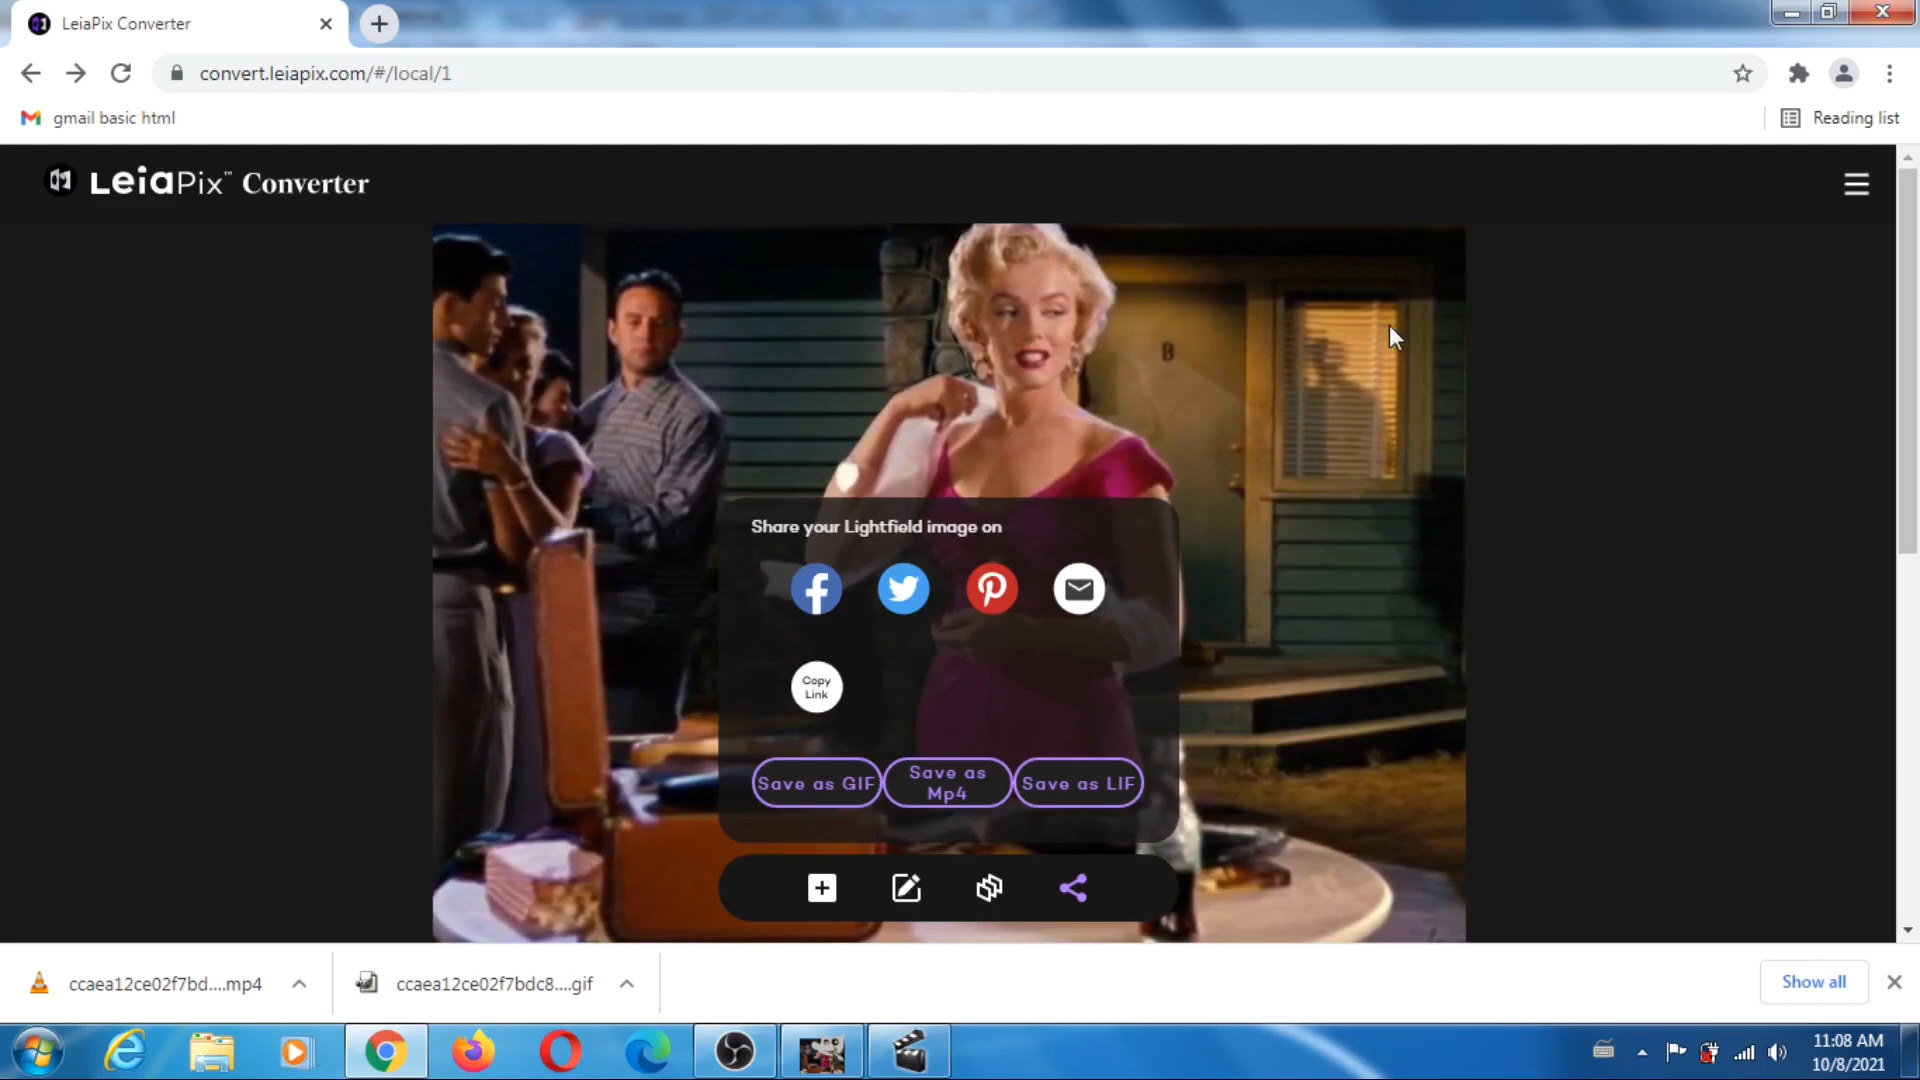 LeiaPix Converter
convert.leiapix.com/#/local/1
gmail basic html
Reading list
LeiaPix™ Converter
B
Share your Lightfield image on
Copy
Link
Save as GIF
Save as
Mp4
Save as LIF
ccaea12ce02f7bd....mp4
ccaea12ce02f7bdc8....gif
Show all
11:08 AM
10/8/2021